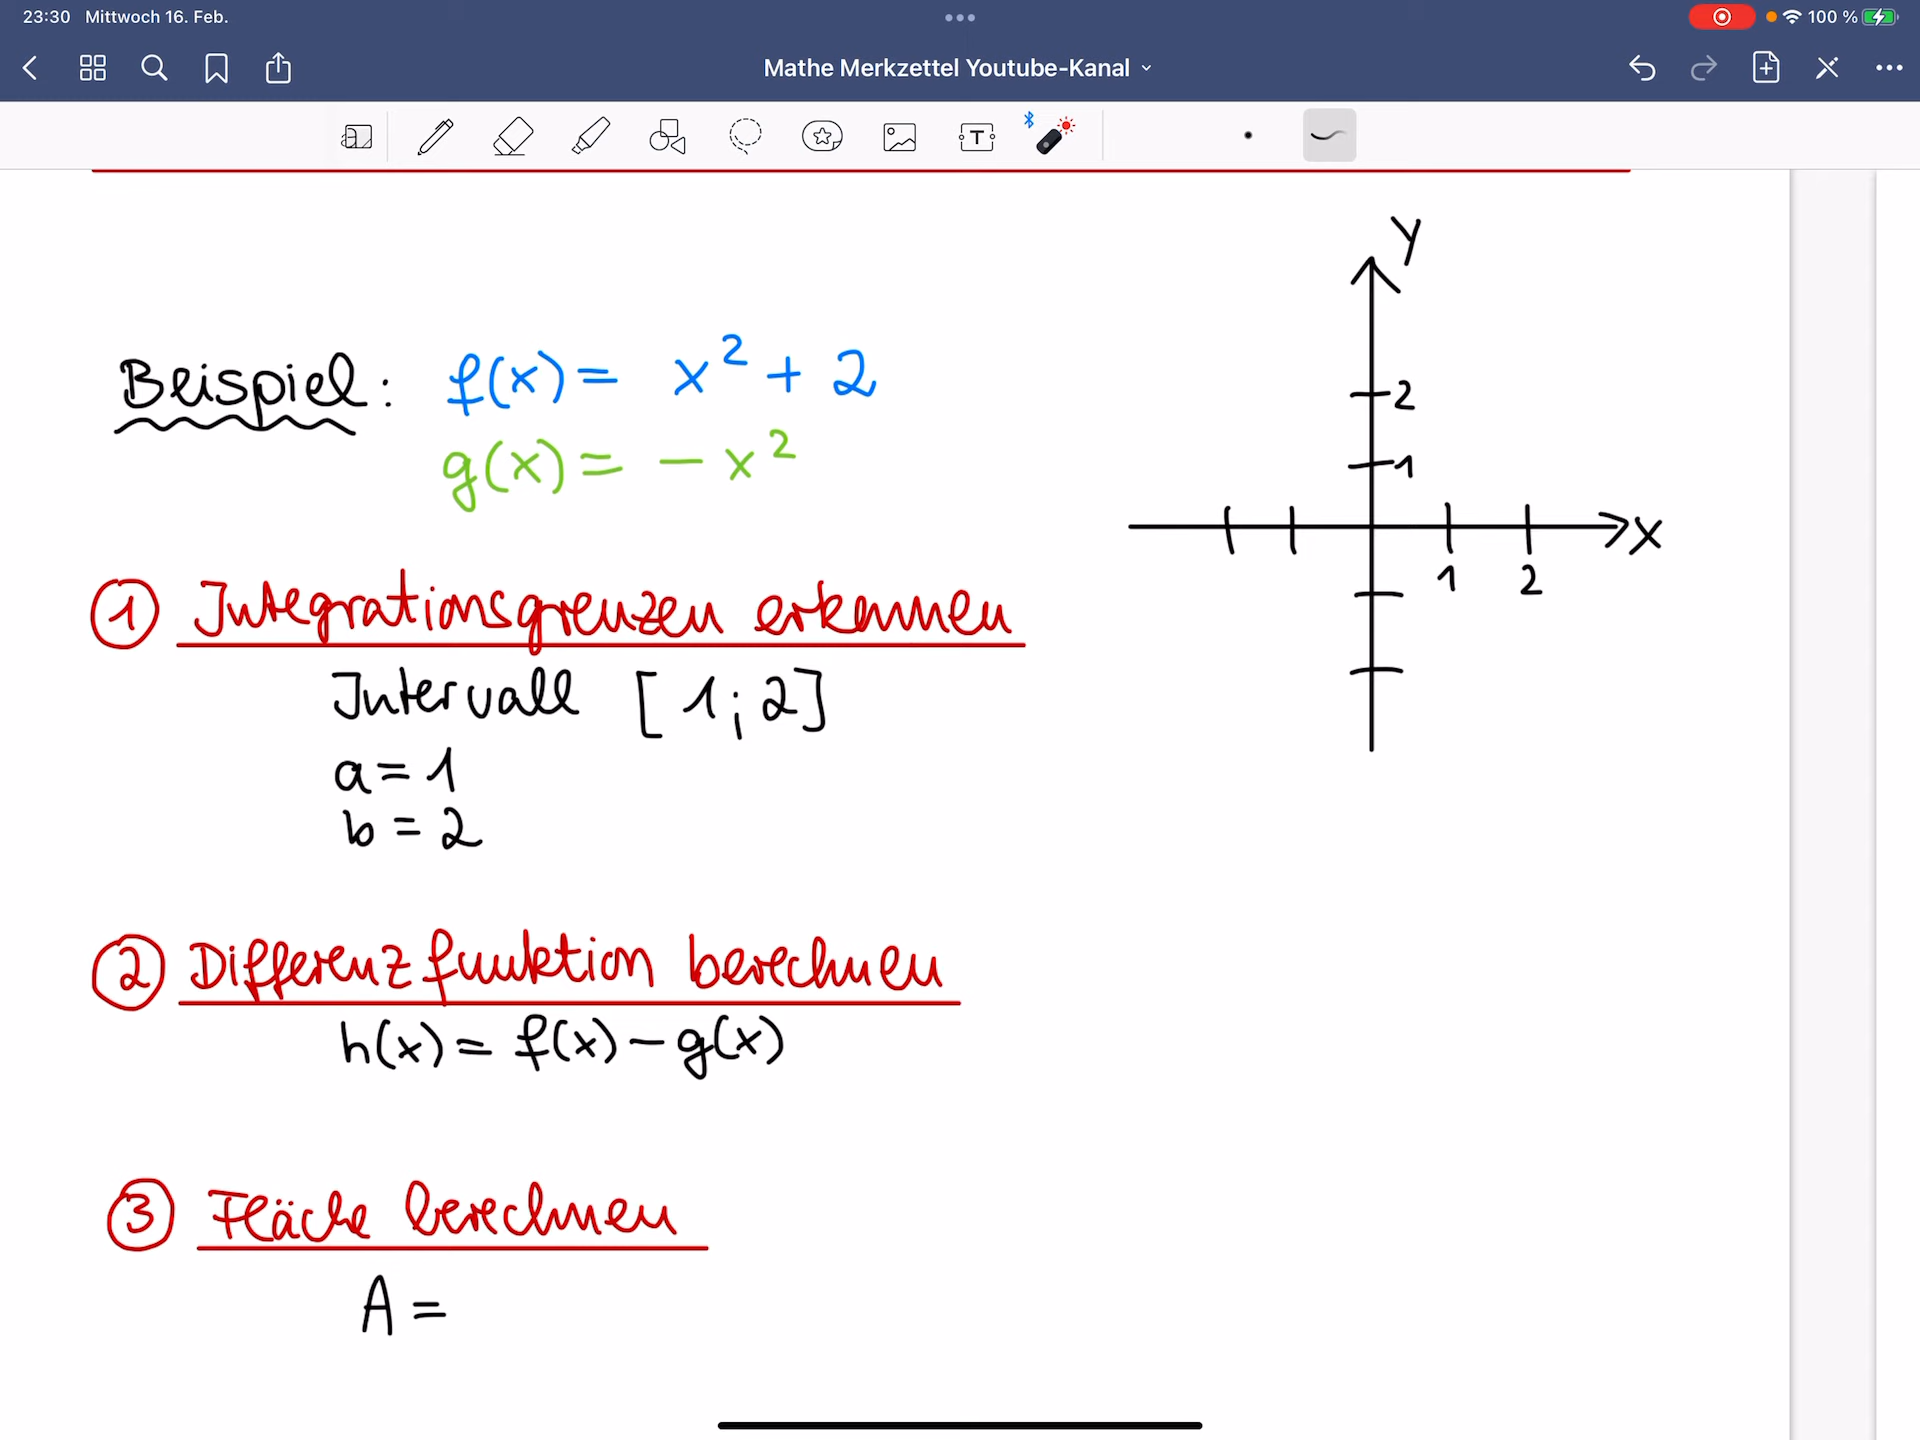 23:30 Mittwoch 16. Feb.
100 %
Mathe Merkzettel Youtube-Kanal
a
T
y
Beispiel: f(x) = x² + 2
g(x) = - x²
2
1
x
1 2
① Integrationsgrenzen erkennen
Intervall [1;2]
a = 1
b = 2
② Differenzfunktion berechnen
h(x) = f(x) - g(x)
③ Fläche berechnen
A =